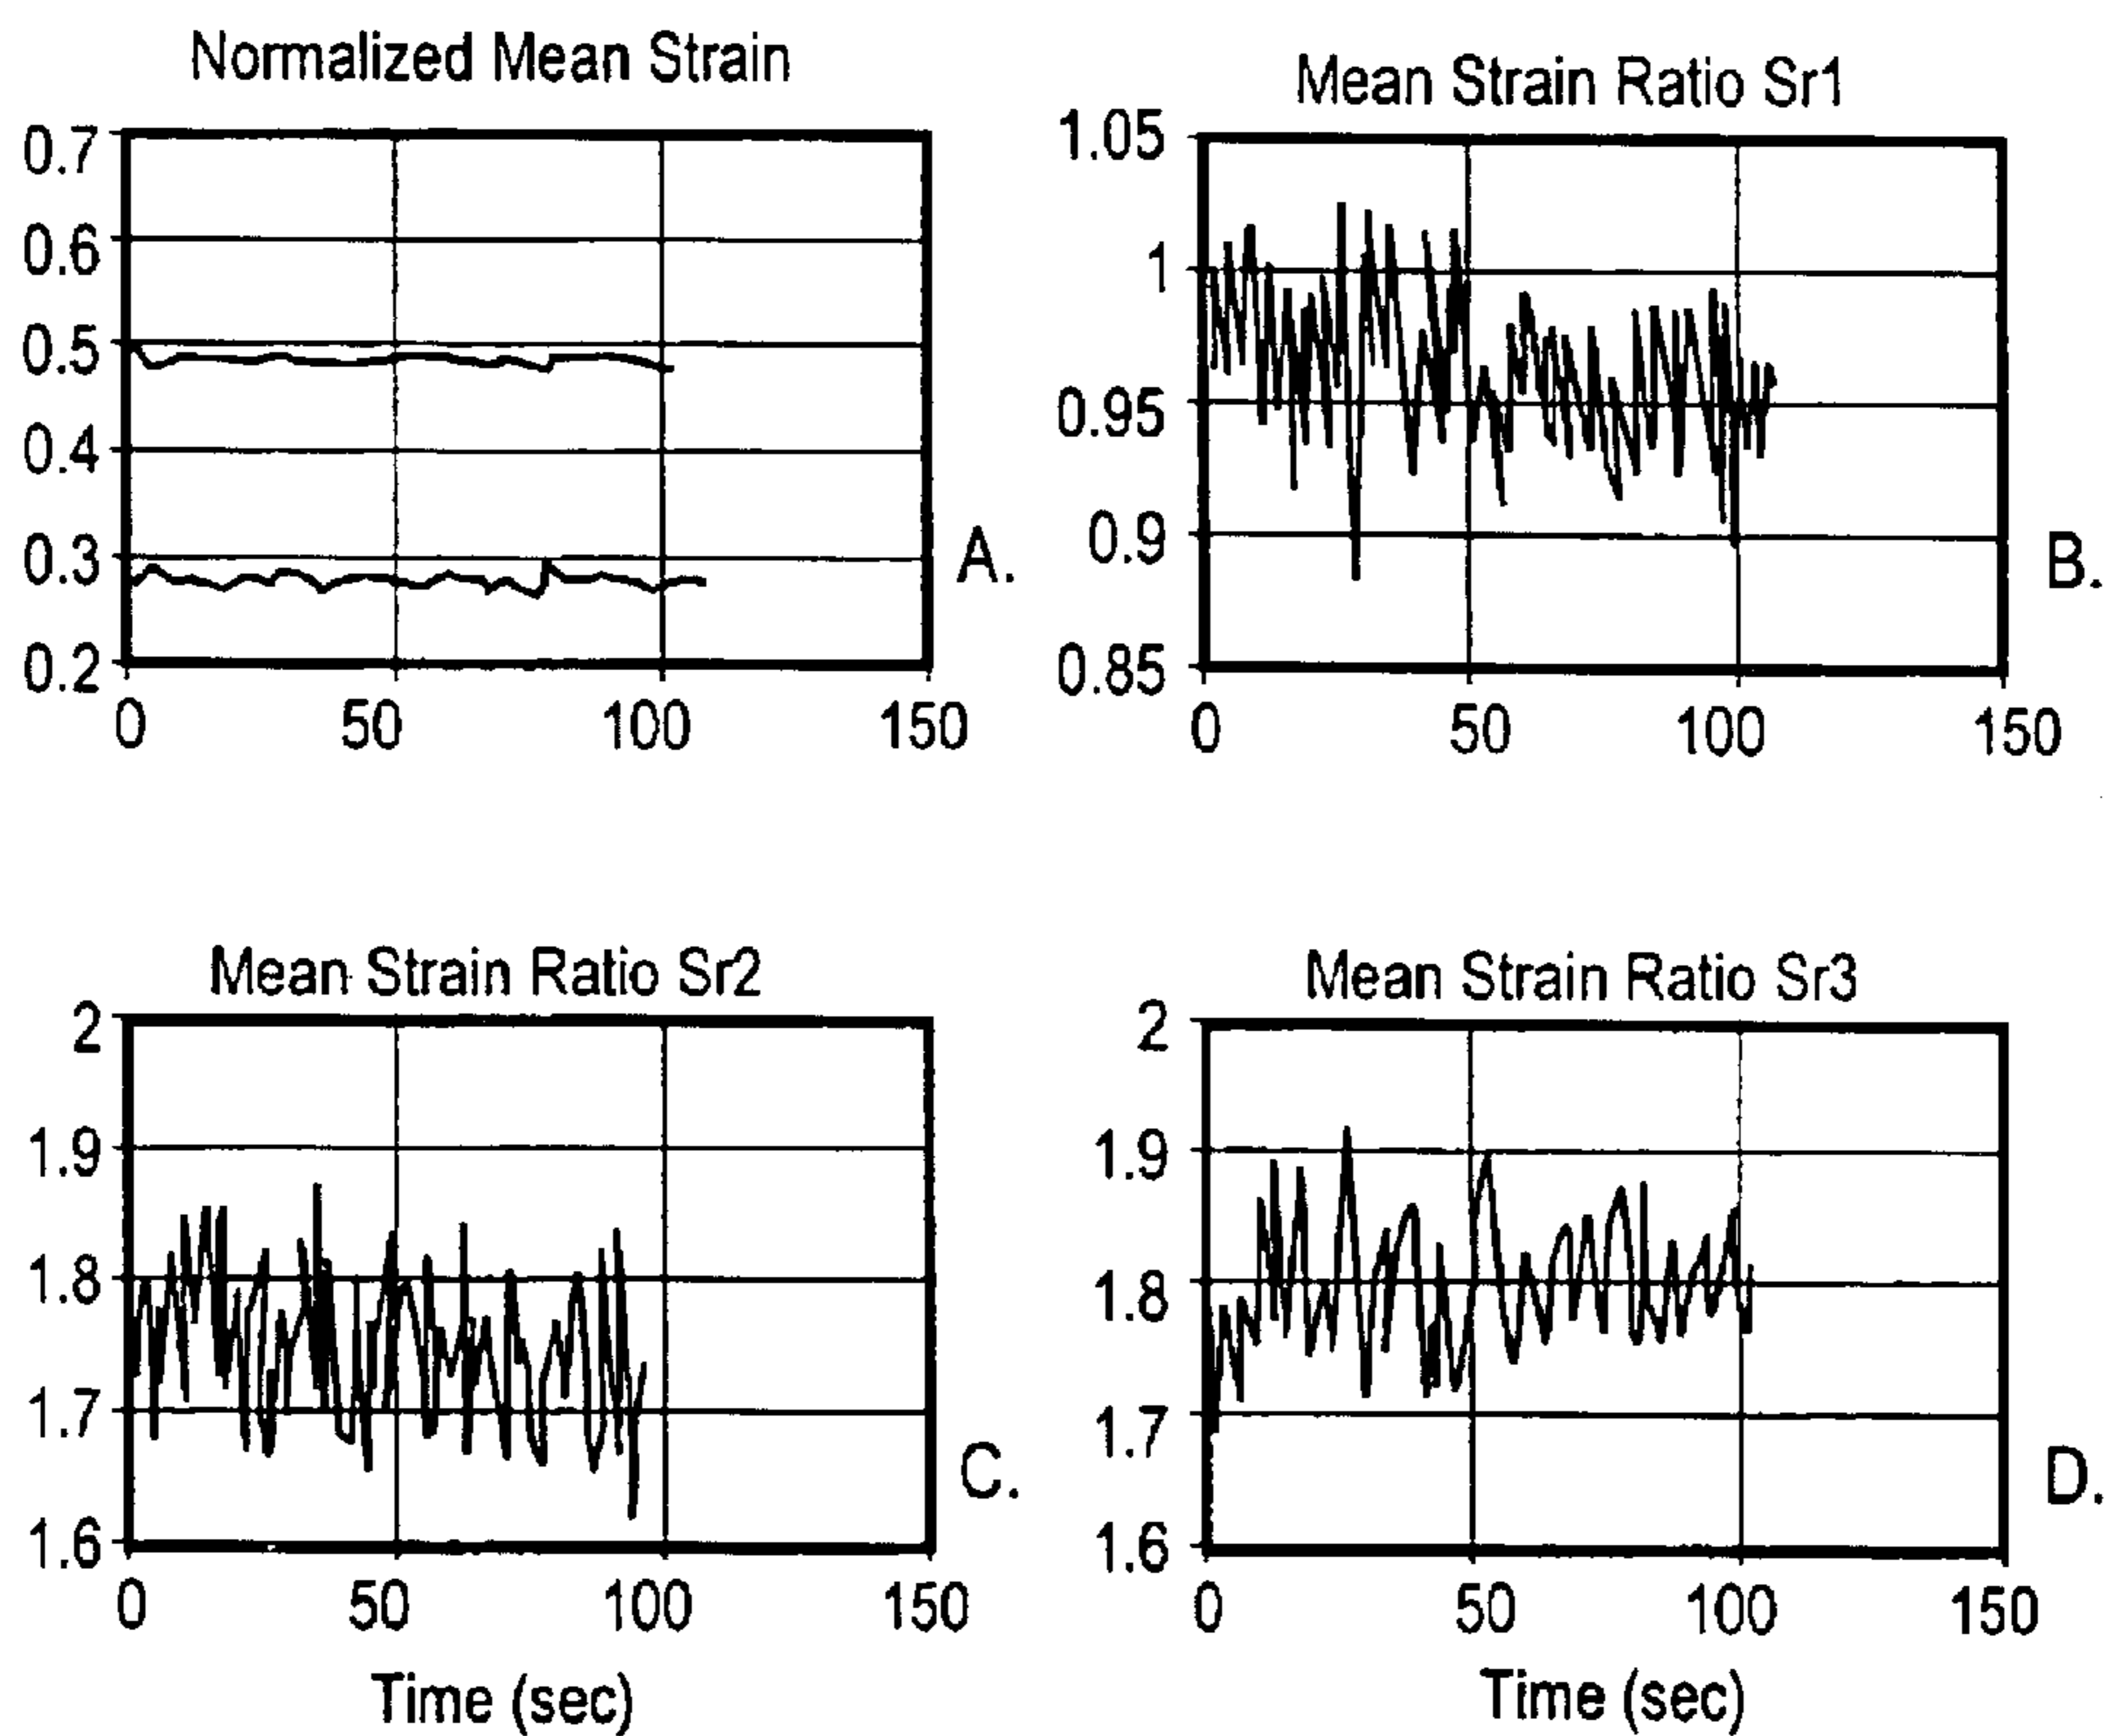 Normalized Mean Strain
0.7
0.6
0.5
0.4
0.3
0.2
0 50 100 150
A.
Mean Strain Ratio Sr1
1.05
1
0.95
0.9
0.85
0 50 100 150
B.
Mean Strain Ratio Sr2
2
1.9
1.8
1.7
1.6
0 50 100 150
Time (sec)
C.
Mean Strain Ratio Sr3
2
1.9
1.8
1.7
1.6
0 50 100 150
Time (sec)
D.